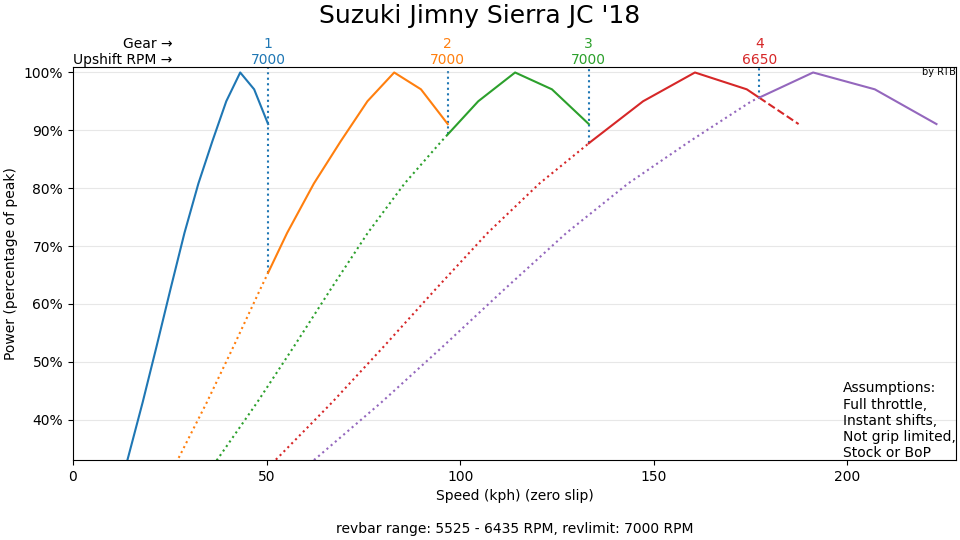 Suzuki Jimny Sierra JC '18
Gear → 1 2 3 4
Upshift RPM → 7000 7000 7000 6650
by RTB
100%
90%
80%
70%
60%
50%
40%
Power (percentage of peak)
Assumptions:
Full throttle,
Instant shifts,
Not grip limited,
Stock or BoP
0 50 100 150 200
Speed (kph) (zero slip)
revbar range: 5525 - 6435 RPM, revlimit: 7000 RPM